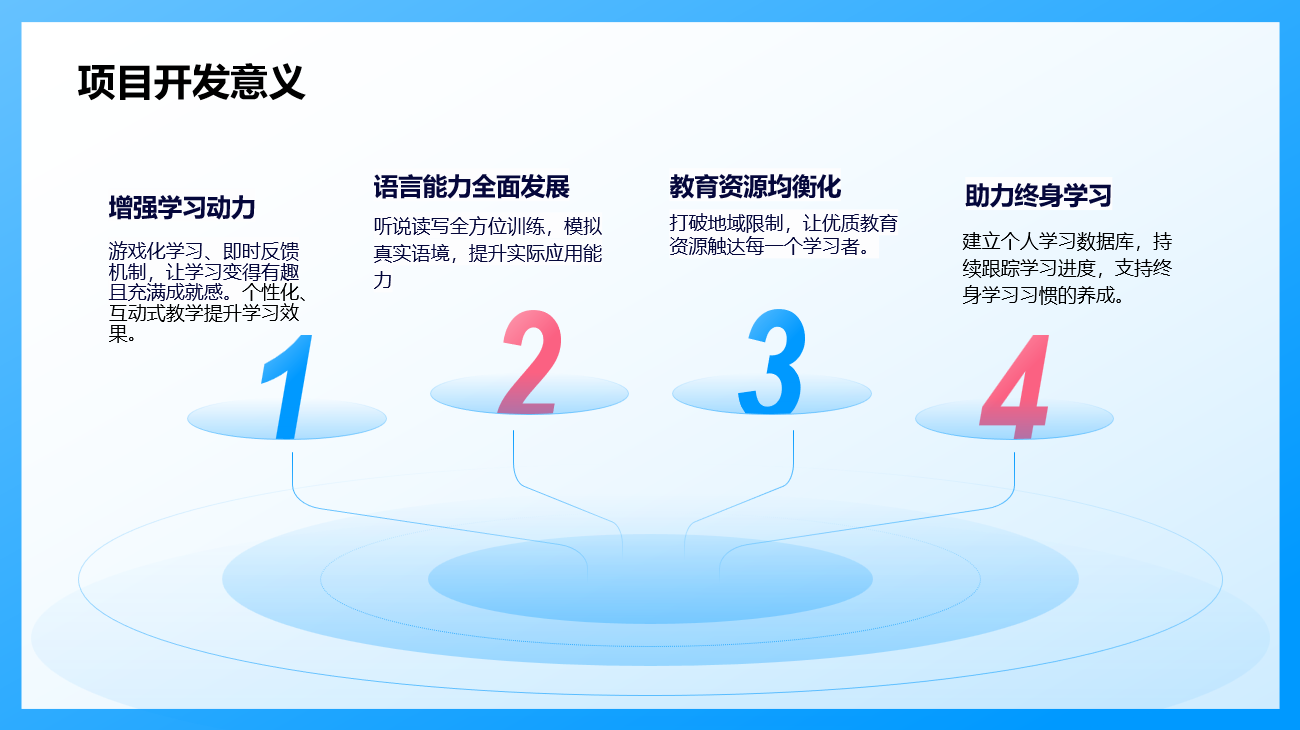 项目开发意义
增强学习动力
游戏化学习、即时反馈
机制，让学习变得有趣
且充满成就感。个性化、
互动式教学提升学习效
果。
1
语言能力全面发展
听说读写全方位训练，模拟
真实语境，提升实际应用能
力
2
教育资源均衡化
打破地域限制，让优质教育
资源触达每一个学习者。
3
助力终身学习
建立个人学习数据库，持
续跟踪学习进度，支持终
身学习习惯的养成。
4